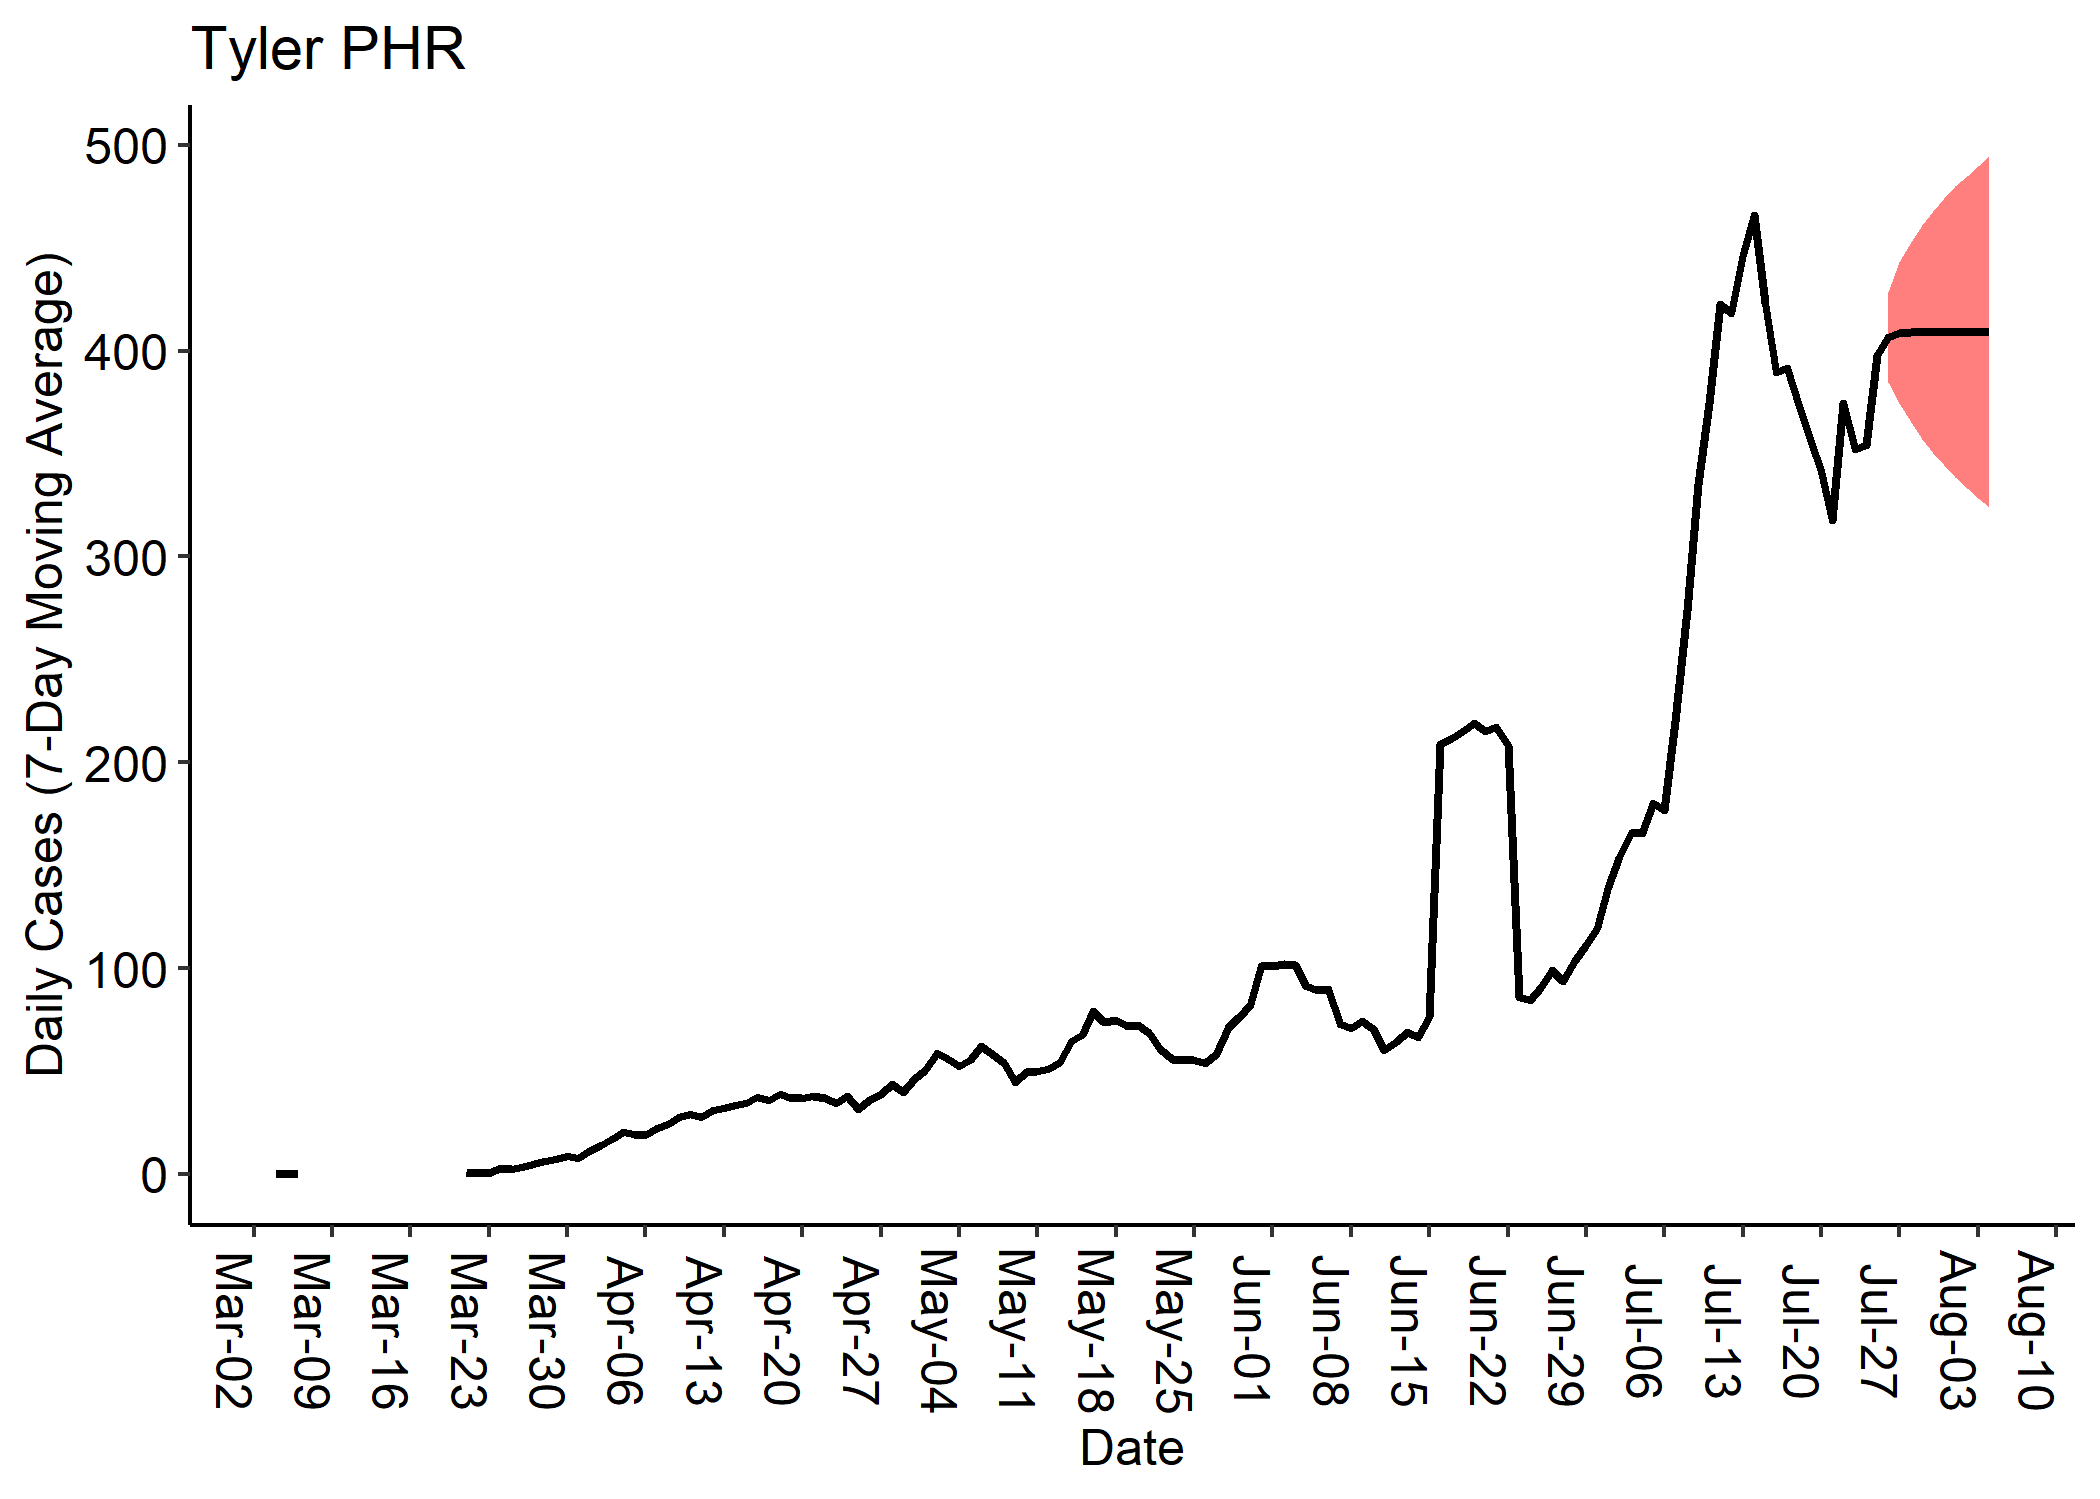 Tyler PHR
Daily Cases (7-Day Moving Average)
500
400
300
200
100
0
Mar-02
Mar-09
Mar-16
Mar-23
Mar-30
Apr-06
Apr-13
Apr-20
Apr-27
May-04
May-11
May-18
May-25
Jun-01
Jun-08
Jun-15
Jun-22
Jun-29
Jul-06
Jul-13
Jul-20
Jul-27
Aug-03
Aug-10
Date